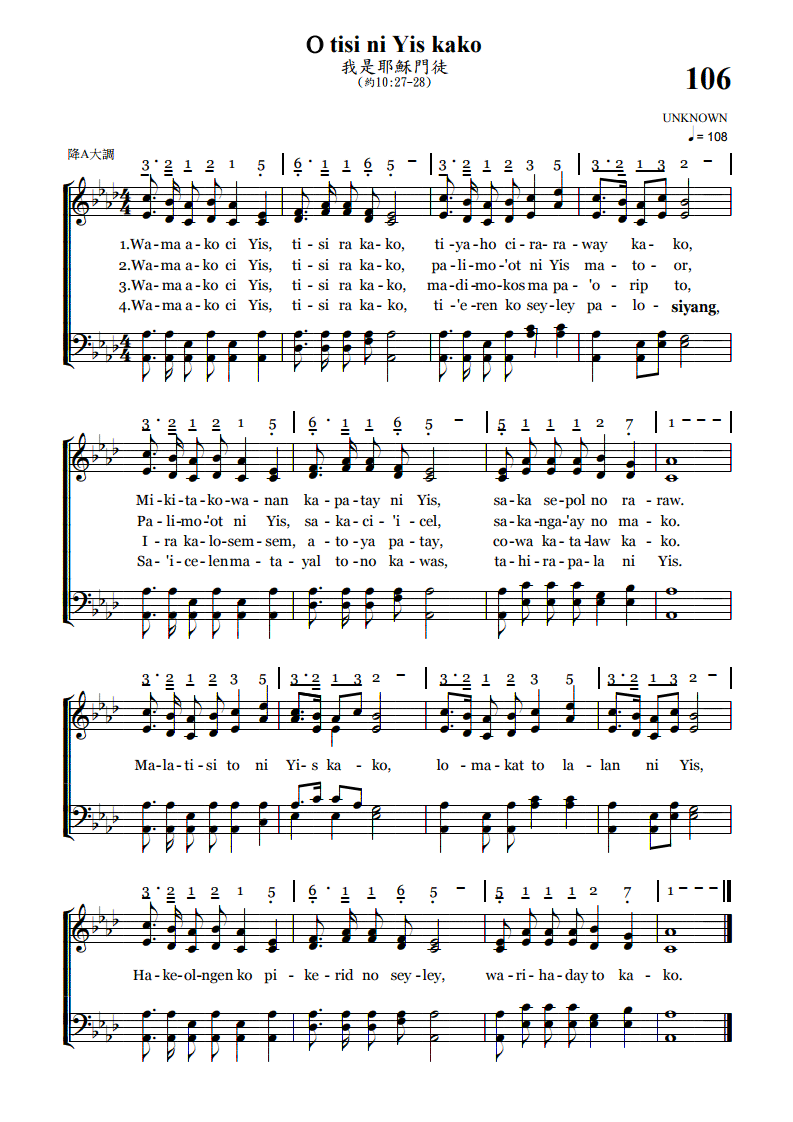 O tisi ni Yis kako
我是耶穌門徒
(約10:27-28)
106
UNKNOWN
♩= 108
降A大調
3· 2 1 2 1 5 | 6· 1 1 6 5 - | 3· 2 1 2 3 5 | 3·2 1 3 2 - |
1.Wa-ma a-ko ci Yis, ti-si ra ka-ko, ti-ya-ho ci-ra-ra-way ka-ko,
2.Wa-ma a-ko ci Yis, ti-si ra ka-ko, pa-li-mo-'ot ni Yis ma-to-or,
3.Wa-ma a-ko ci Yis, ti-si ra ka-ko, ma-di-mo-kos ma pa-'o-rip to,
4.Wa-ma a-ko ci Yis, ti-si ra ka-ko, ti-'e-ren ko sey-ley pa-lo-siyang,
3· 2 1 2 1 5 | 6· 1 1 6 5 - | 5 1 1 1 2 7 | 1 - - - |
Mi-ki-ta-ko-wa-nan ka-pa-tay ni Yis, sa-ka se-pol no ra-raw.
Pa-li-mo-'ot ni Yis, sa-ka-ci-'i-cel, sa-ka-nga-'ay no ma-ko.
I-ra ka-lo-sem-sem, a-to-ya pa-tay, co-wa ka-ta-law ka-ko.
Sa-'i-ce-len ma-ta-yal to no ka-was, ta-hi-ra-pa-la ni Yis.
3· 2 1 2 3 5 | 3·2 1 3 2 - | 3· 2 1 2 3 5 | 3·2 1 3 2 - |
Ma-la-ti-si to ni Yi-s ka-ko, lo-ma-kat to la-lan ni Yis,
3· 2 1 2 1 5 | 6· 1 1 6 5 - | 5· 1 1 1 2 7 | 1 - - -
Ha-ke-ol-ngen ko pi-ke-rid no sey-ley, wa-ri-ha-day to ka-ko.